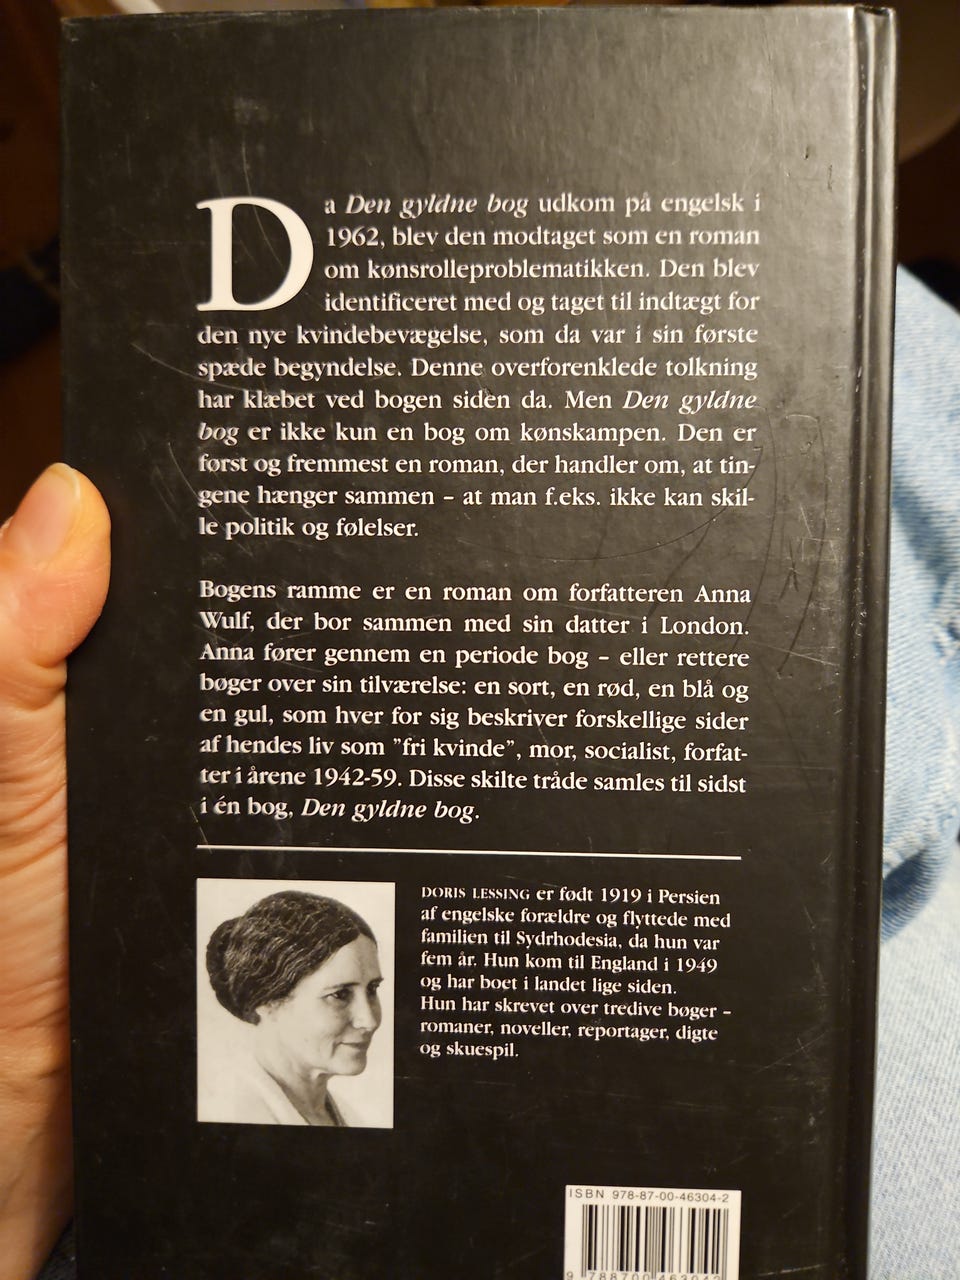 Da Den gyldne bog udkom på engelsk i
1962, blev den modtaget som en roman
om kønsrolleproblematikken. Den blev
identificeret med og taget til indtægt for
den nye kvindebevægelse, som da var i sin første
spæde begyndelse. Denne overforenklede tolkning
har klæbet ved bogen siden da. Men Den gyldne
bog er ikke kun en bog om kønskampen. Den er
først og fremmest en roman, der handler om, at tin-
gene hænger sammen – at man f.eks. ikke kan skil-
le politik og følelser.
Bogens ramme er en roman om forfatteren Anna
Wulf, der bor sammen med sin datter i London.
Anna fører gennem en periode bog – eller rettere
bøger over sin tilværelse: en sort, en rød, en blå og
en gul, som hver for sig beskriver forskellige sider
af hendes liv som ”fri kvinde”, mor, socialist, forfat-
ter i årene 1942-59. Disse skilte tråde samles til sidst
i én bog, Den gyldne bog.
DORIS LESSING er født 1919 i Persien
af engelske forældre og flyttede med
familien til Sydrhodesia, da hun var
fem år. Hun kom til England i 1949
og har boet i landet lige siden.
Hun har skrevet over tredive bøger –
romaner, noveller, reportager, digte
og skuespil.
ISBN 978-87-00-46304-2
9 788700 463042